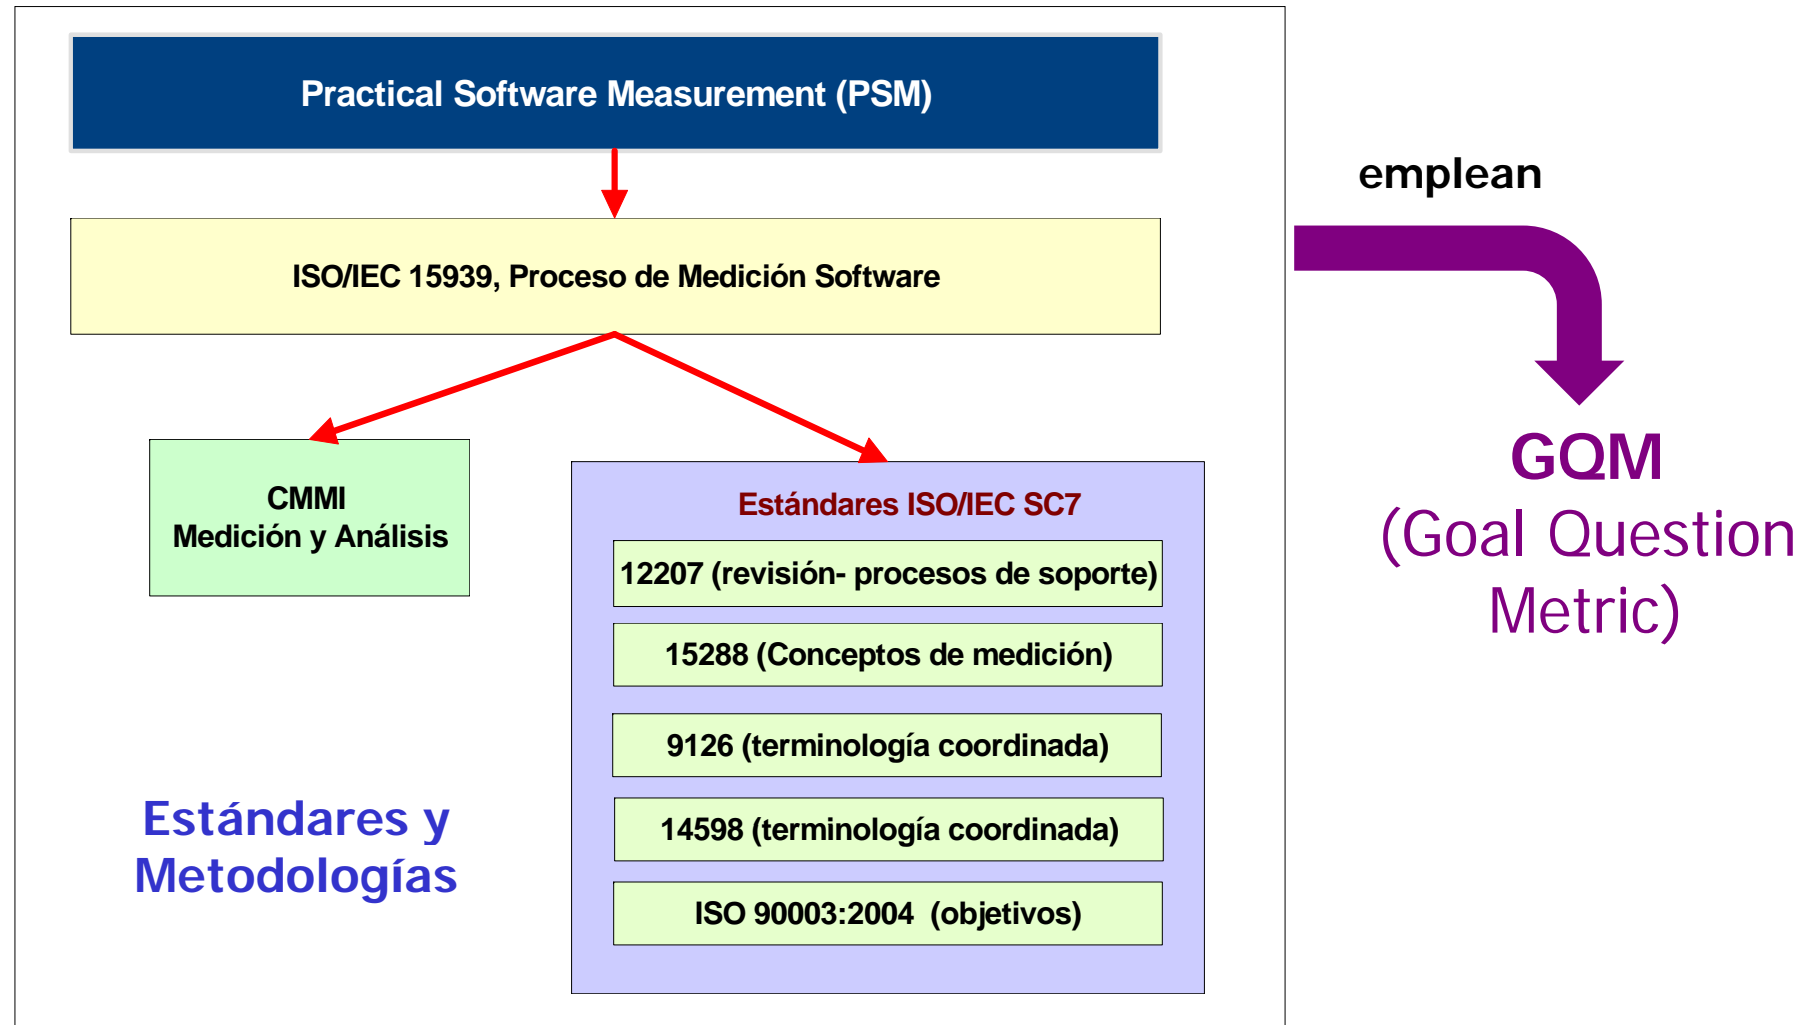 Practical Software Measurement (PSM)
emplean
ISO/IEC 15939, Proceso de Medición Software
GQM
(Goal Question
Metric)
CMMI
Medición y Análisis
Estándares ISO/IEC SC7
12207 (revisión- procesos de soporte)
15288 (Conceptos de medición)
9126 (terminología coordinada)
14598 (terminología coordinada)
ISO 90003:2004  (objetivos)
Estándares y
Metodologías